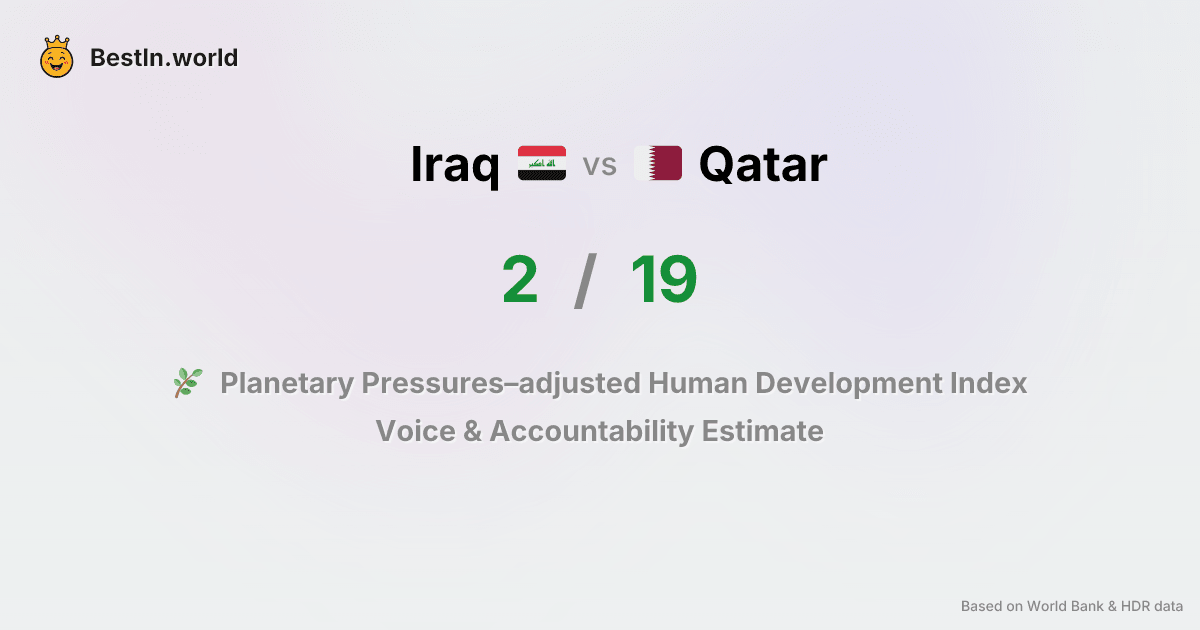 BestIn.world
Iraq vs Qatar
2 / 19
Planetary Pressures–adjusted Human Development Index
Voice & Accountability Estimate
Based on World Bank & HDR data